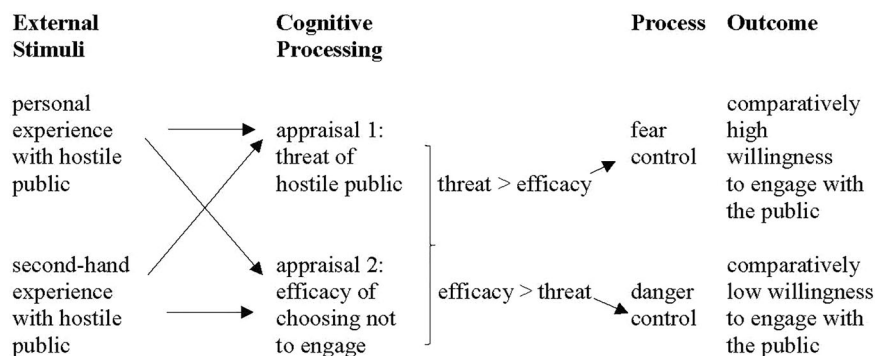 External
Stimuli
Cognitive
Processing
Process
Outcome
personal
experience
with hostile
public
appraisal 1:
threat of
hostile public
threat > efficacy
fear
control
comparatively
high
willingness
to engage with
the public
second-hand
experience
with hostile
public
appraisal 2:
efficacy of
choosing not
to engage
efficacy > threat
danger
control
comparatively
low willingness
to engage with
the public